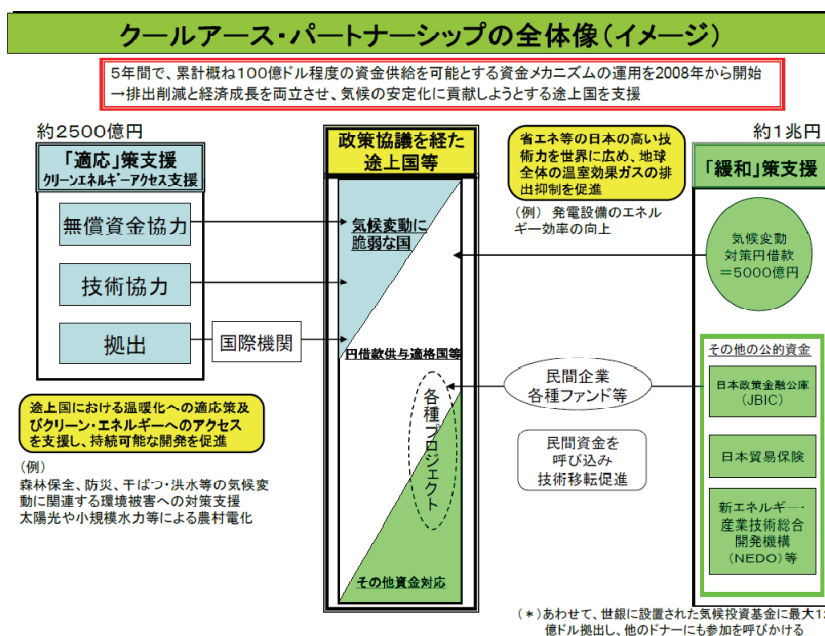 クールアース・パートナーシップの全体像（イメージ）
5年間で、累計概ね100億ドル程度の資金供給を可能とする資金メカニズムの運用を2008年から開始
→排出削減と経済成長を両立させ、気候の安定化に貢献しようとする途上国を支援
約2500億円
「適応」策支援
クリーンエネルギーアクセス支援
無償資金協力
技術協力
拠出
国際機関
途上国における温暖化への適応策及
びクリーン・エネルギーへのアクセス
を支援し、持続可能な開発を促進
（例）
森林保全、防災、干ばつ・洪水等の気候変
動に関連する環境被害への対策支援
太陽光や小規模水力等による農村電化
政策協議を経た
途上国等
気候変動に
脆弱な国
円借款供与適格国等
各種プロジェクト
その他資金対応
省エネ等の日本の高い技
術力を世界に広め、地球
全体の温室効果ガスの排
出抑制を促進
（例） 発電設備のエネル
ギー効率の向上
民間企業
各種ファンド等
民間資金を
呼び込み
技術移転促進
約1兆円
「緩和」策支援
気候変動
対策円借款
＝5000億円
その他の公的資金
日本政策金融公庫
（JBIC）
日本貿易保険
新エネルギー・
産業技術総合
開発機構
（NEDO）等
（＊）あわせて、世銀に設置された気候投資基金に最大
億ドル拠出し、他のドナーにも参加を呼びかける